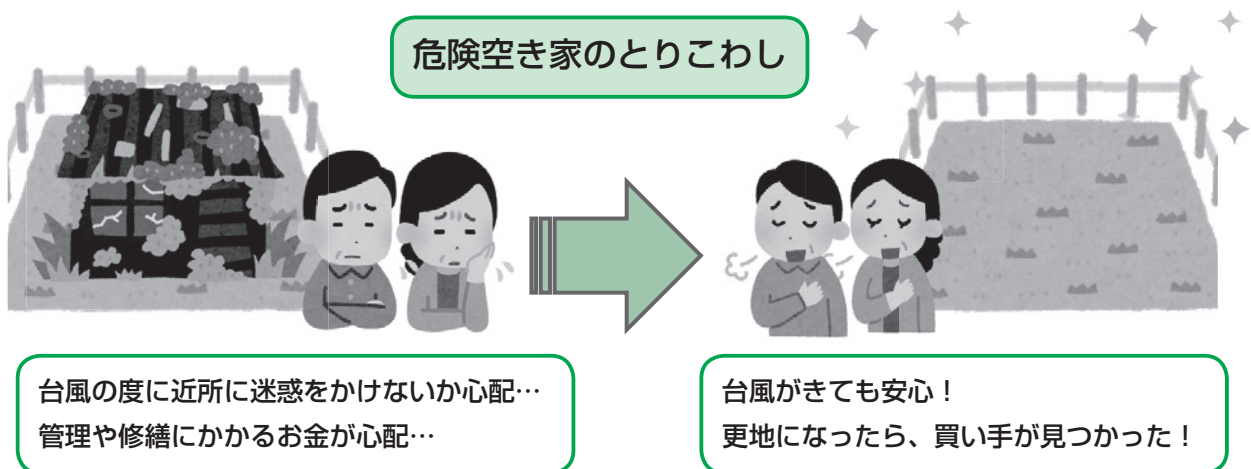 危険空き家のとりこわし
台風の度に近所に迷惑をかけないか心配…
管理や修繕にかかるお金が心配…
台風がきても安心！
更地になったら、買い手が見つかった！